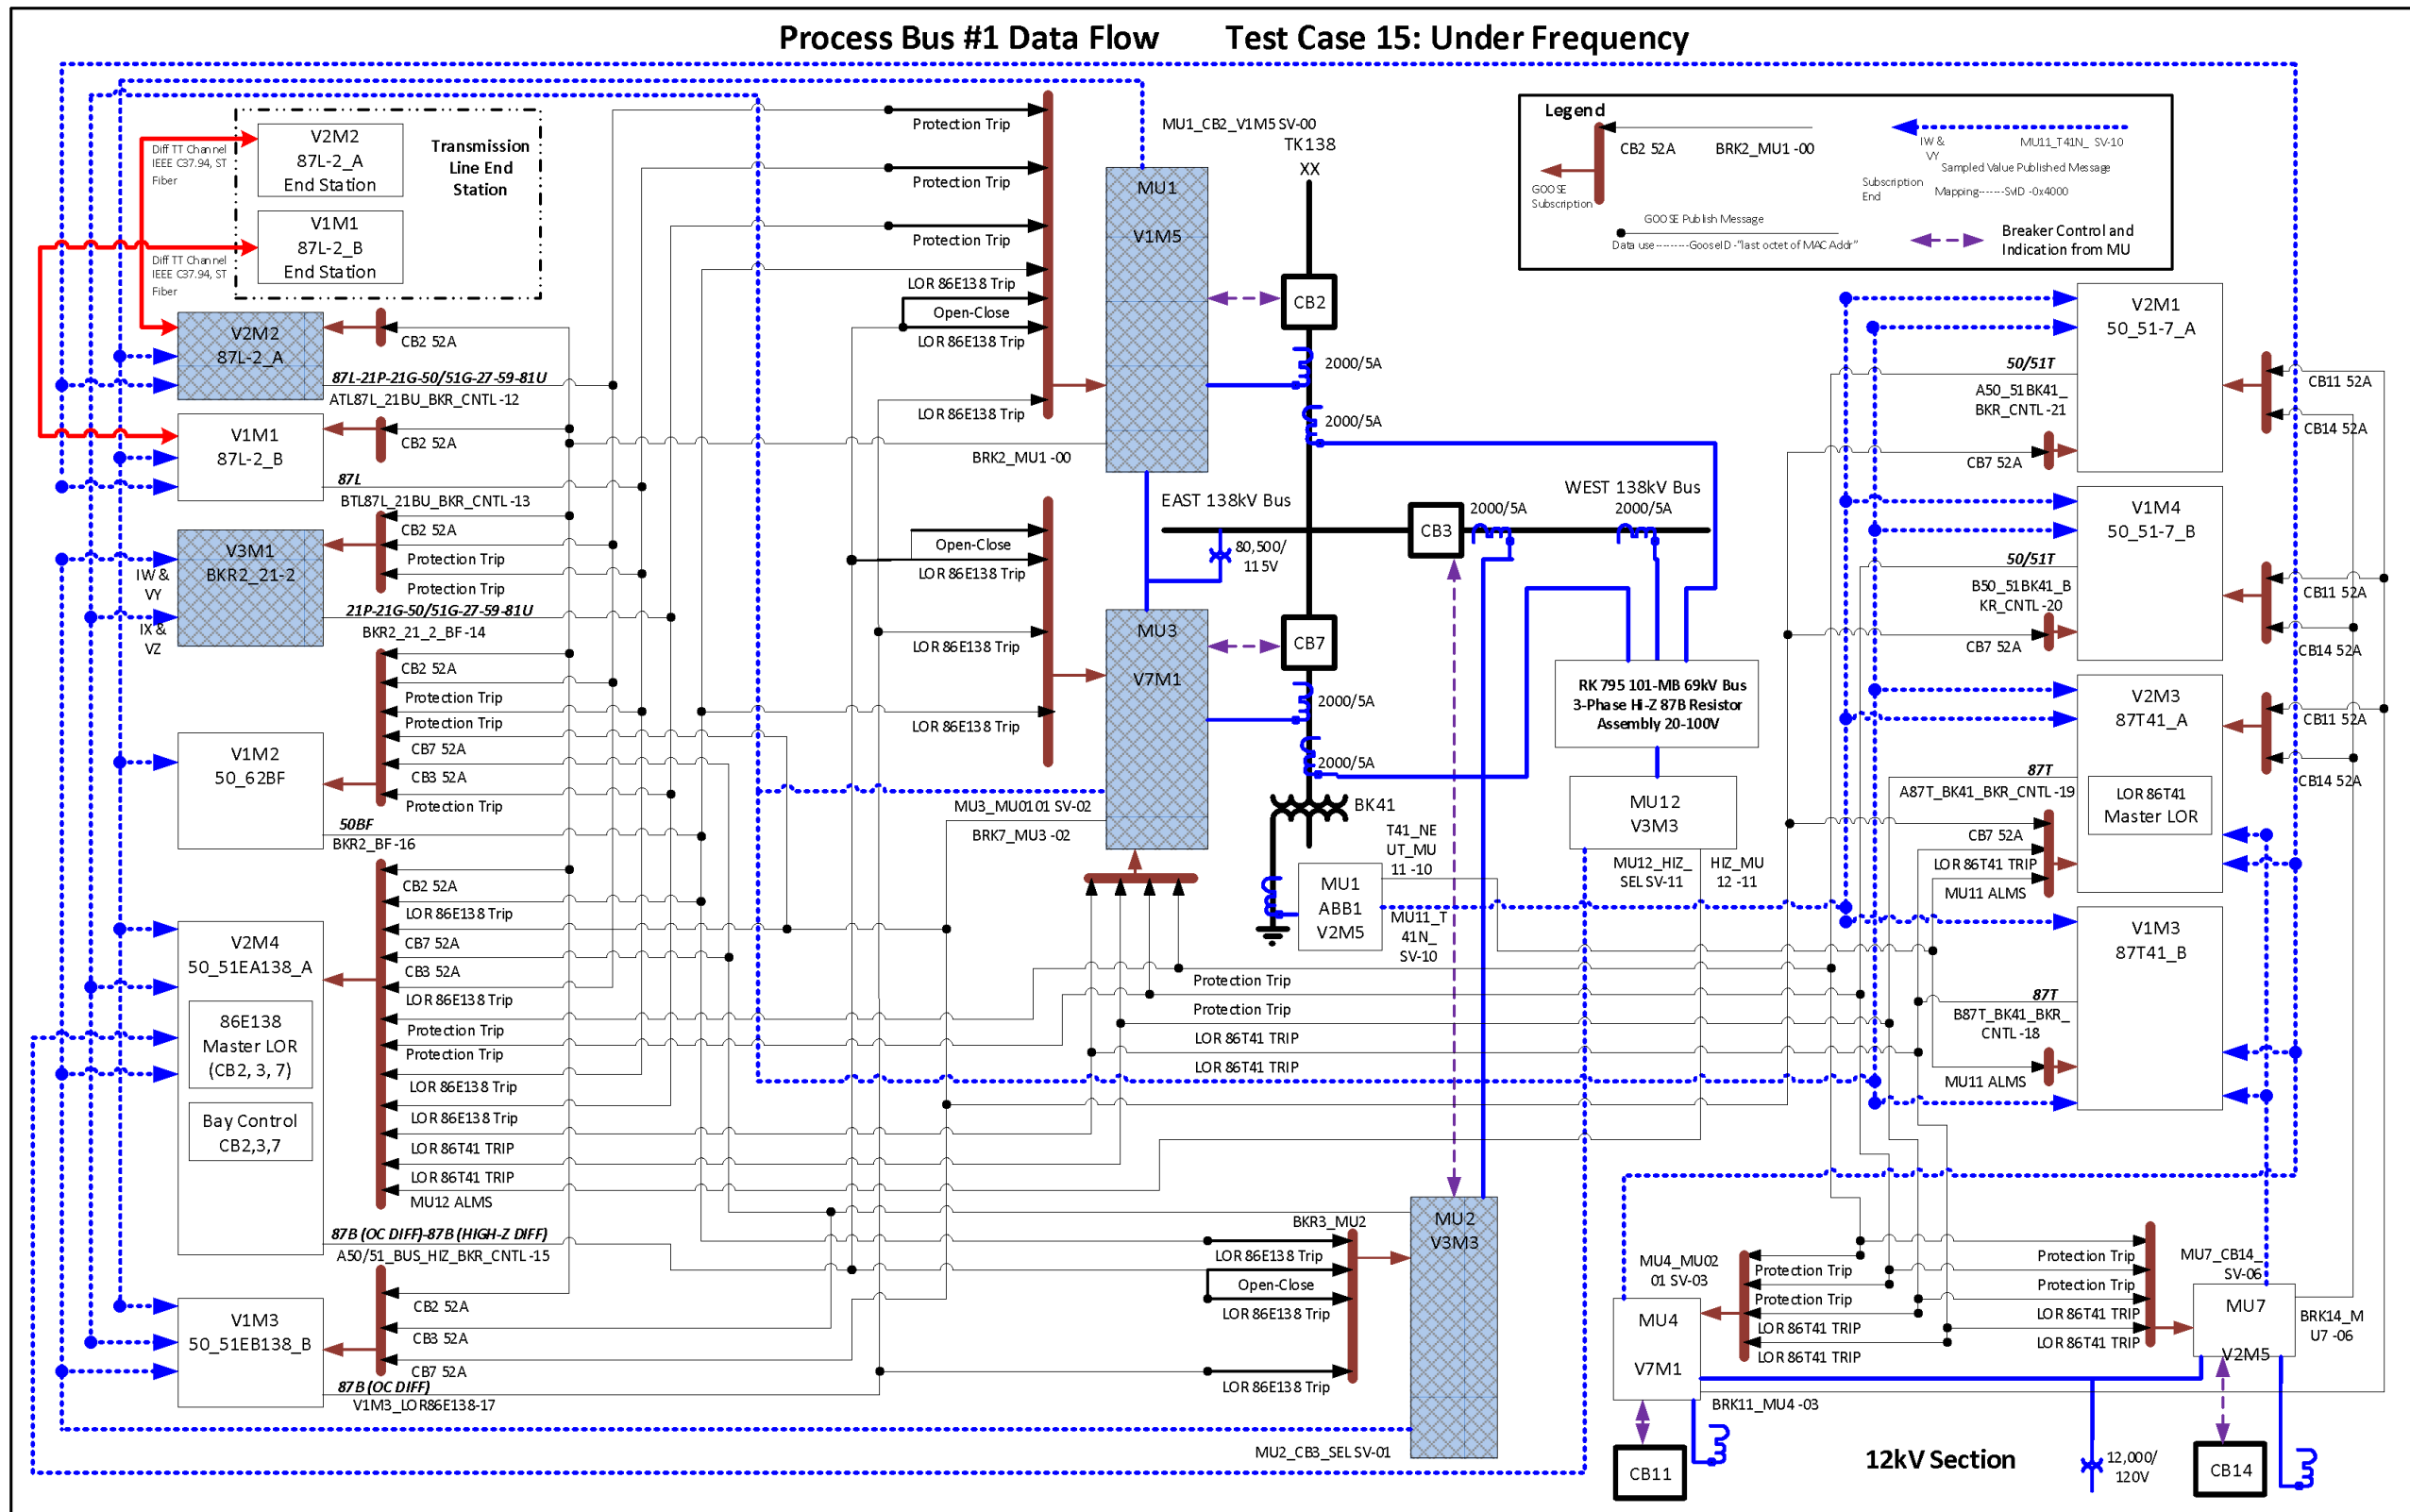 Process Bus #1 Data Flow Test Case 15: Under Frequency
Legend
CB2 52A
BRK2_MU1 -00
GOOSE
Subscription
GOOSE Publish Message
Data use--------GooseID -"last octet of MAC Addr"
IW &
VY
MU11_T41N_ SV-10
Sampled Value Published Message
Subscription
End
Mapping------SvID -0x4000
Breaker Control and
Indication from MU
V2M2
87L-2_A
End Station
V1M1
87L-2_B
End Station
Transmission
Line End
Station
Diff TT Channel
IEEE C37.94, ST
Fiber
Diff TT Channel
IEEE C37.94, ST
Fiber
V2M2
87L-2_A
CB2 52A
87L-21P-21G-50/51G-27-59-81U
ATL87L_21BU_BKR_CNTL -12
V1M1
87L-2_B
CB2 52A
87L
BTL87L_21BU_BKR_CNTL -13
V3M1
BKR2_21-2
IW &
VY
IX &
VZ
CB2 52A
Protection Trip
Protection Trip
21P-21G-50/51G-27-59-81U
BKR2_21_2_BF -14
V1M2
50_62BF
CB2 52A
Protection Trip
Protection Trip
CB7 52A
CB3 52A
Protection Trip
50BF
BKR2_BF -16
V2M4
50_51EA138_A
86E138
Master LOR
(CB2, 3, 7)
Bay Control
CB2,3,7
CB2 52A
LOR 86E138 Trip
CB7 52A
CB3 52A
LOR 86E138 Trip
Protection Trip
Protection Trip
LOR 86E138 Trip
LOR 86E138 Trip
LOR 86T41 TRIP
LOR 86T41 TRIP
MU12 ALMS
87B (OC DIFF)-87B (HIGH-Z DIFF)
A50/51_BUS_HIZ_BKR_CNTL -15
V1M3
50_51EB138_B
CB2 52A
CB3 52A
CB7 52A
87B (OC DIFF)
V1M3_LOR86E138-17
Protection Trip
Protection Trip
Protection Trip
LOR 86E138 Trip
Open-Close
LOR 86E138 Trip
LOR 86E138 Trip
BRK2_MU1 -00
MU1_CB2_V1M5 SV-00
MU1
V1M5
TK138
XX
CB2
2000/5A
2000/5A
EAST 138kV Bus
80,500/
115V
CB3
2000/5A
WEST 138kV Bus
2000/5A
Open-Close
LOR 86E138 Trip
LOR 86E138 Trip
LOR 86E138 Trip
MU3
V7M1
CB7
2000/5A
2000/5A
MU3_MU0101 SV-02
BRK7_MU3 -02
BK41
RK 795 101-MB 69kV Bus
3-Phase Hi-Z 87B Resistor
Assembly 20-100V
MU12
V3M3
MU12_HIZ_
SEL SV-11
HIZ_MU
12 -11
T41_NE
UT_MU
11 -10
MU1
ABB1
V2M5
MU11_T
41N_
SV-10
Protection Trip
Protection Trip
LOR 86T41 TRIP
LOR 86T41 TRIP
BKR3_MU2
LOR 86E138 Trip
Open-Close
LOR 86E138 Trip
LOR 86E138 Trip
MU2
V3M3
MU2_CB3_SEL SV-01
V2M1
50_51-7_A
50/51T
A50_51BK41_
BKR_CNTL -21
CB7 52A
CB11 52A
CB14 52A
V1M4
50_51-7_B
50/51T
B50_51BK41_B
KR_CNTL -20
CB7 52A
CB11 52A
CB14 52A
V2M3
87T41_A
LOR 86T41
Master LOR
87T
A87T_BK41_BKR_CNTL -19
CB7 52A
LOR 86T41 TRIP
MU11 ALMS
CB11 52A
CB14 52A
V1M3
87T41_B
87T
B87T_BK41_BKR_
CNTL -18
MU11 ALMS
MU4_MU02
01 SV-03
Protection Trip
Protection Trip
LOR 86T41 TRIP
LOR 86T41 TRIP
MU4
V7M1
BRK11_MU4 -03
CB11
Protection Trip
Protection Trip
LOR 86T41 TRIP
LOR 86T41 TRIP
MU7_CB14_
SV-06
MU7
V2M5
BRK14_M
U7 -06
12kV Section
12,000/
120V
CB14